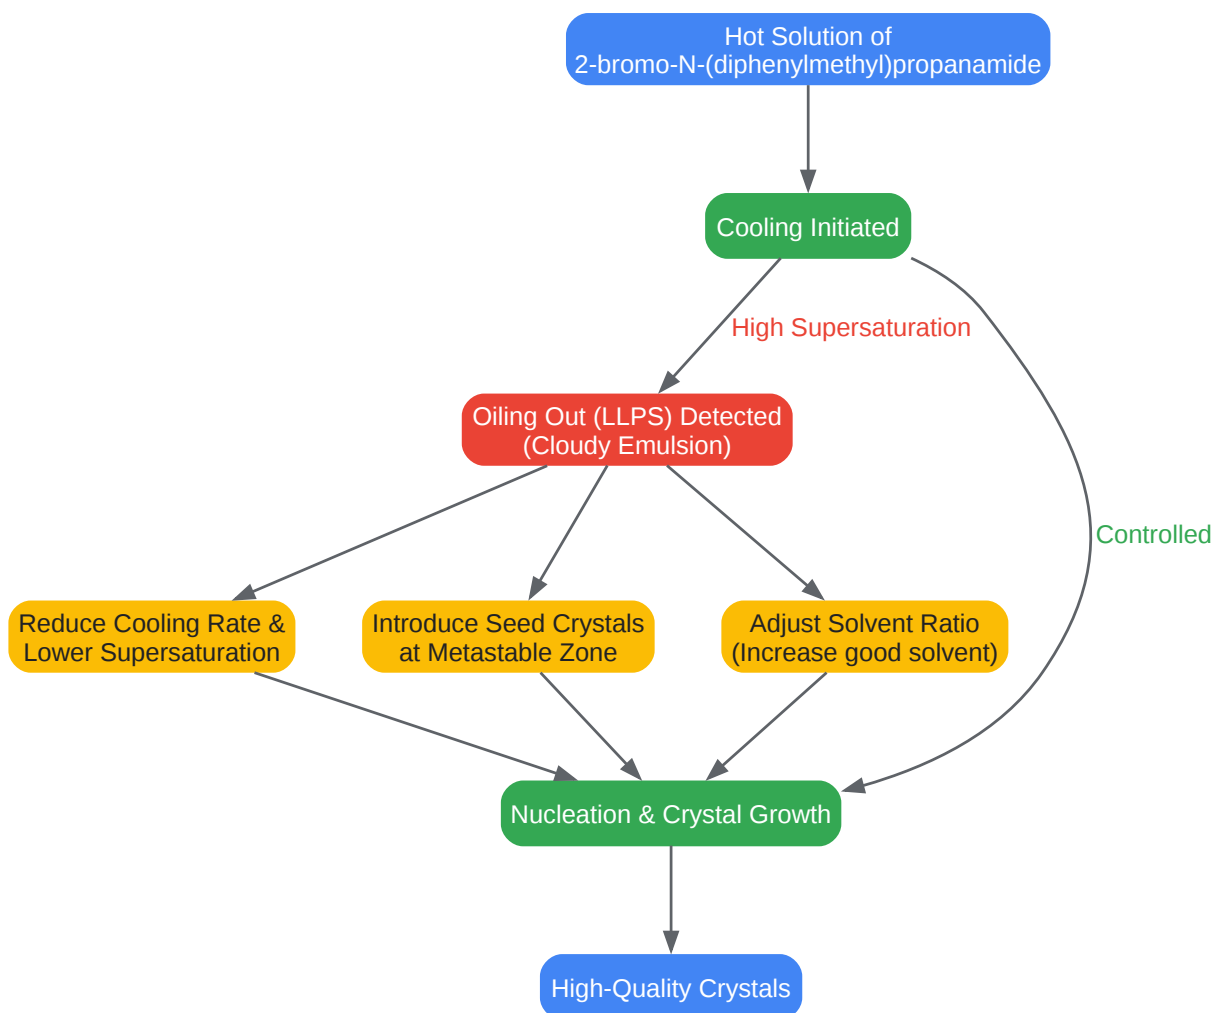 Hot Solution of
2-bromo-N-(diphenylmethyl)propanamide
Cooling Initiated
High Supersaturation
Oiling Out (LLPS) Detected
(Cloudy Emulsion)
Controlled
Reduce Cooling Rate &
Lower Supersaturation
Introduce Seed Crystals
at Metastable Zone
Adjust Solvent Ratio
(Increase good solvent)
Nucleation & Crystal Growth
High-Quality Crystals